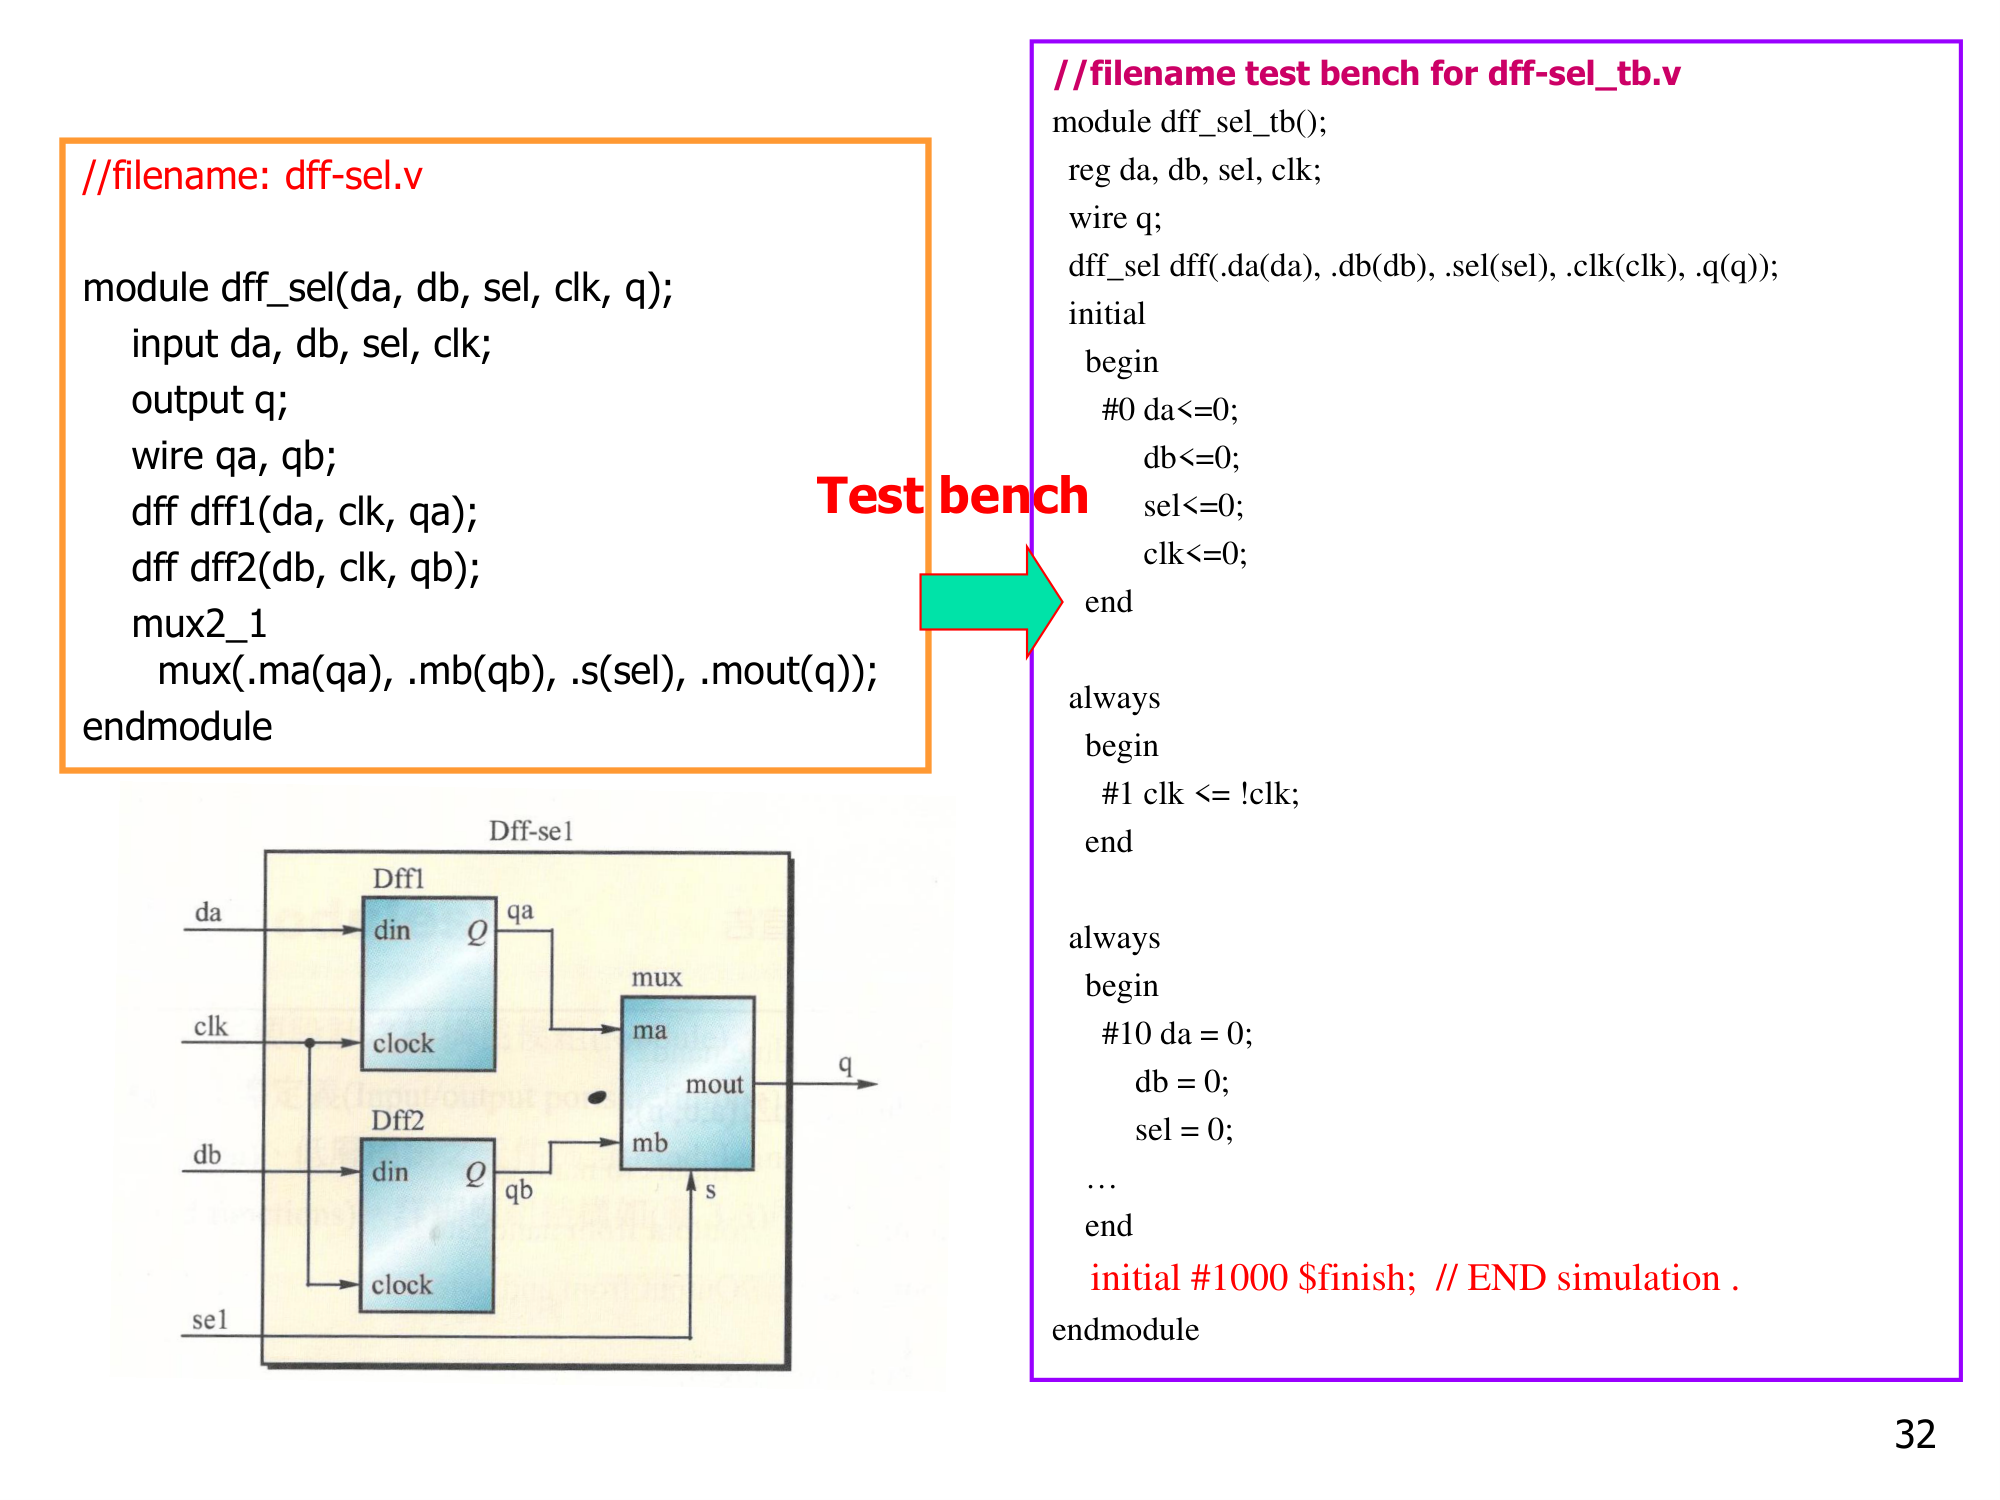 //filename: dff-sel.v
module dff_sel(da, db, sel, clk, q);
input da, db, sel, clk;
output q;
wire qa, qb;
dff dff1(da, clk, qa);
dff dff2(db, clk, qb);
mux2_1
mux(.ma(qa), .mb(qb), .s(sel), .mout(q));
endmodule
Test bench
//filename test bench for dff-sel_tb.v
module dff_sel_tb();
reg da, db, sel, clk;
wire q;
dff_sel dff(.da(da), .db(db), .sel(sel), .clk(clk), .q(q));
initial
begin
#0 da<=0;
db<=0;
sel<=0;
clk<=0;
end
always
begin
#1 clk <= !clk;
end
always
begin
#10 da = 0;
db = 0;
sel = 0;
…
end
initial #1000 $finish;  // END simulation .
endmodule
Dff-sel
Dff1
da
din
Q
qa
clk
clock
mux
ma
mout
mb
s
q
Dff2
db
din
Q
qb
clock
sel
32